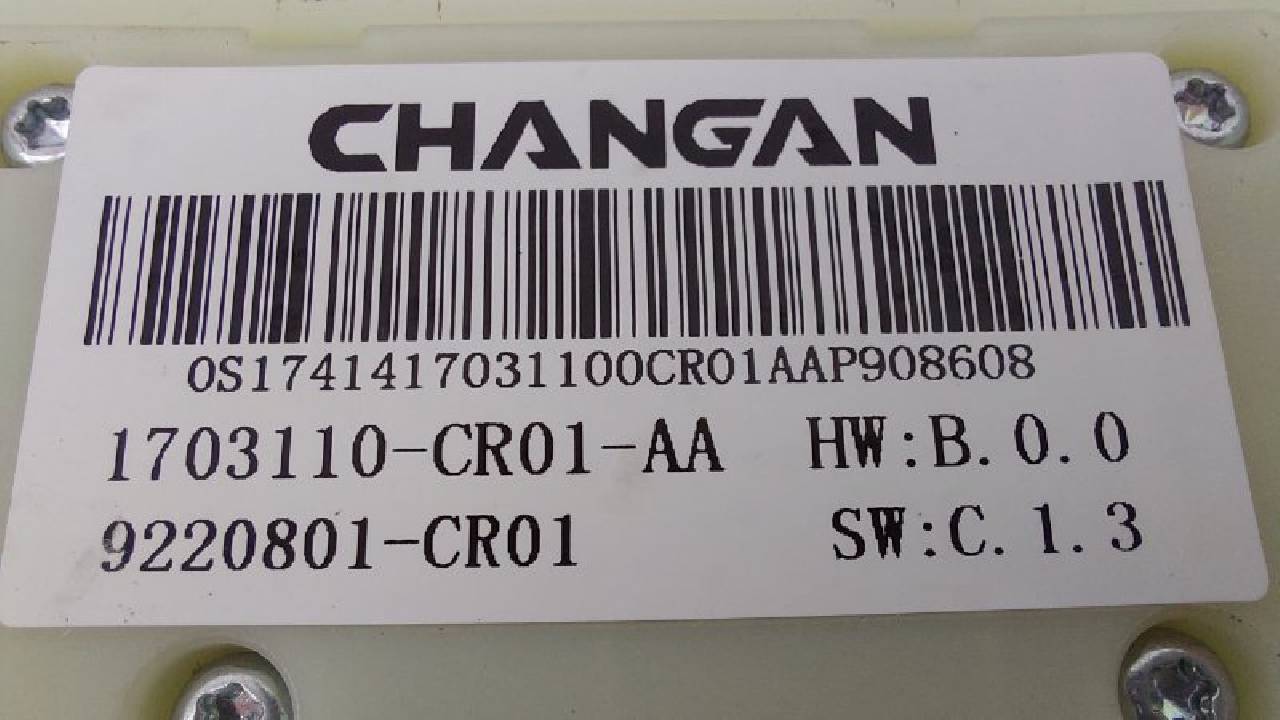 CHANGAN
0S1741417031100CR01AAP908608
1703110-CR01-AA HW:B.0.0
9220801-CR01 SW:C.1.3